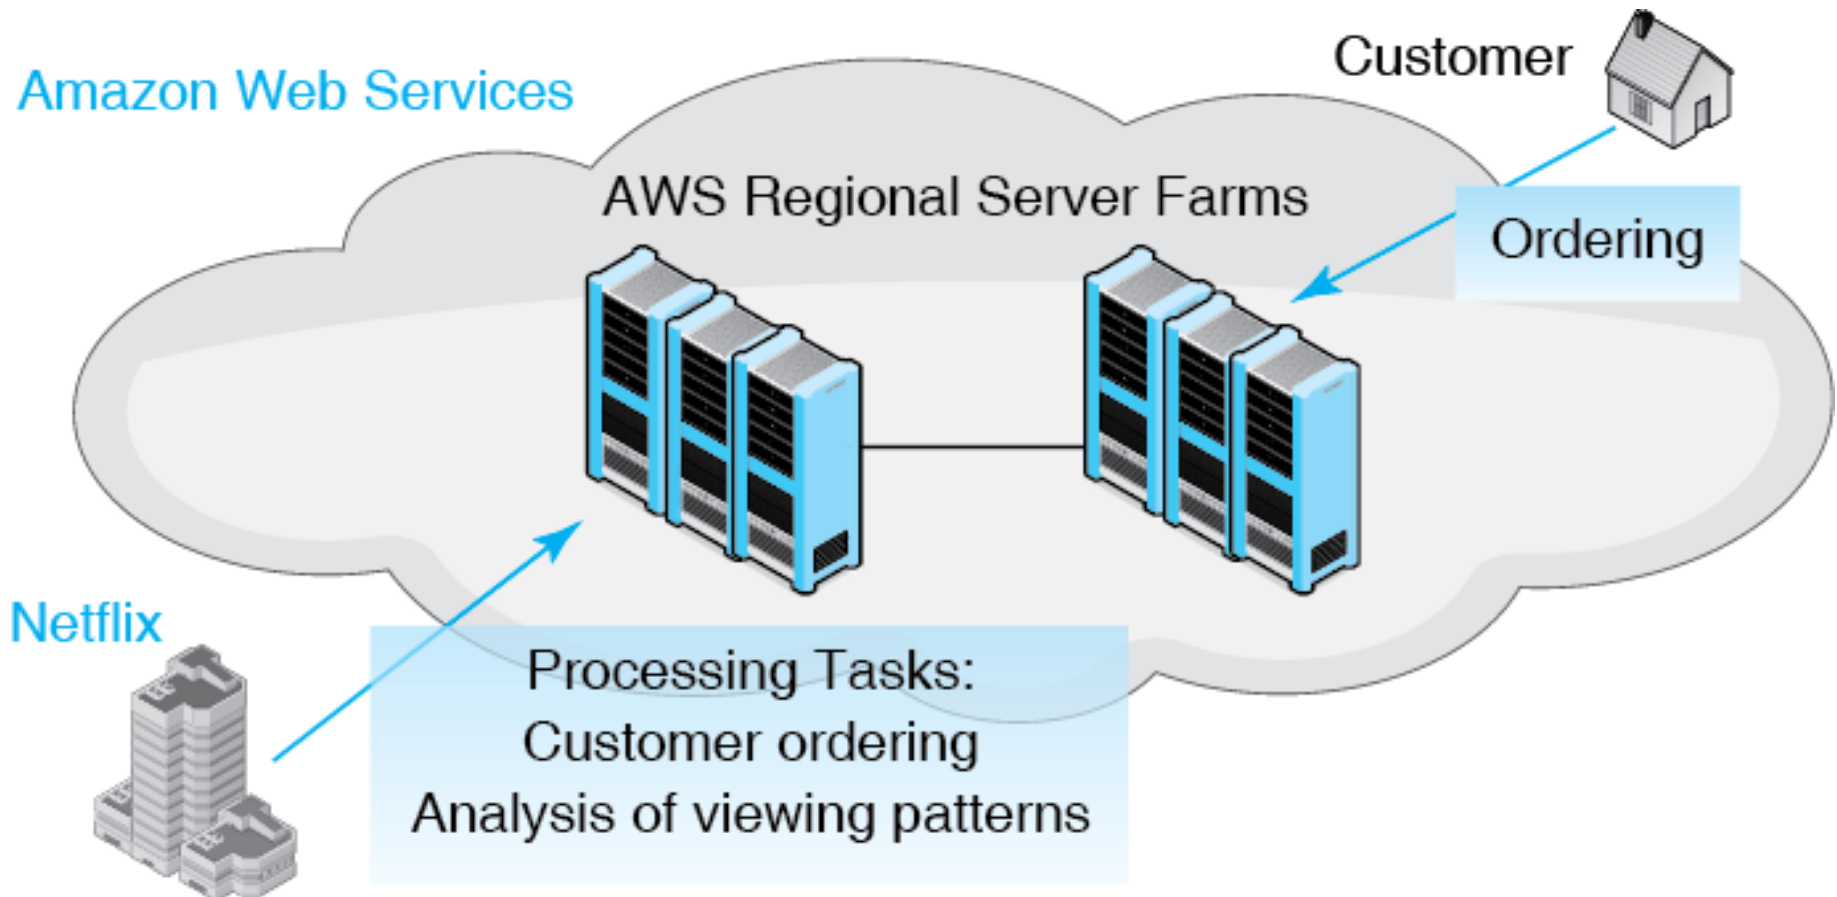 Amazon Web Services
Customer
AWS Regional Server Farms
Ordering
Netflix
Processing Tasks:
Customer ordering
Analysis of viewing patterns